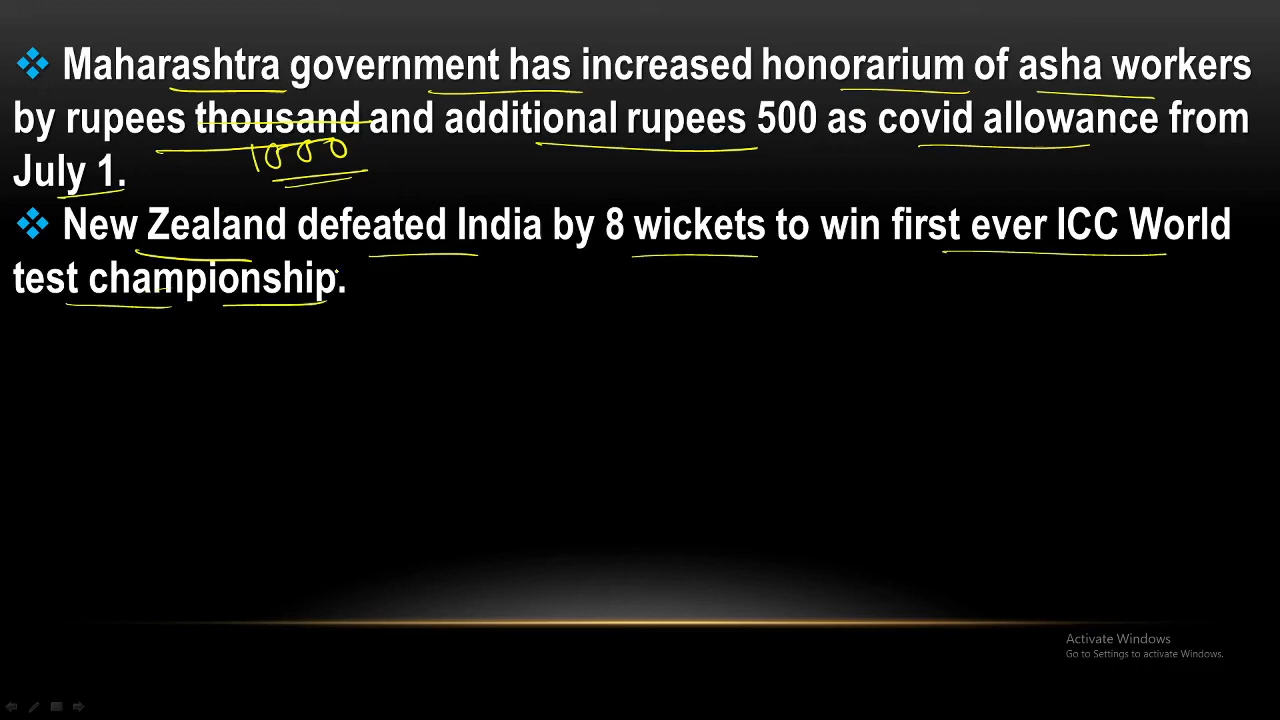 Maharashtra government has increased honorarium of asha workers
by rupees thousand and additional rupees 500 as covid allowance from
1000
July 1.
New Zealand defeated India by 8 wickets to win first ever ICC World
test championship.
Activate Windows
Go to Settings to activate Windows.